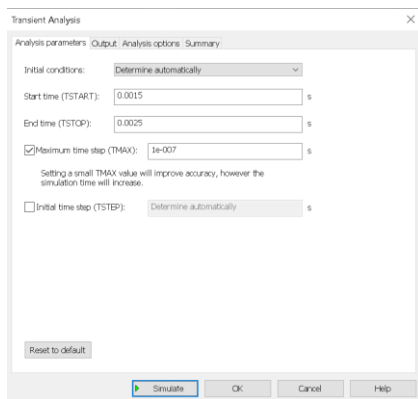 Transient Analysis
Analysis parameters Output Analysis options Summary
Initial conditions: Determine automatically
Start time (TSTART): 0.0015 s
End time (TSTOP): 0.0025 s
Maximum time step (TMAX): 1e-007 s
Setting a small TMAX value will improve accuracy, however the
simulation time will increase.
Initial time step (TSTEP): Determine automatically s
Reset to default
Simulate OK Cancel Help